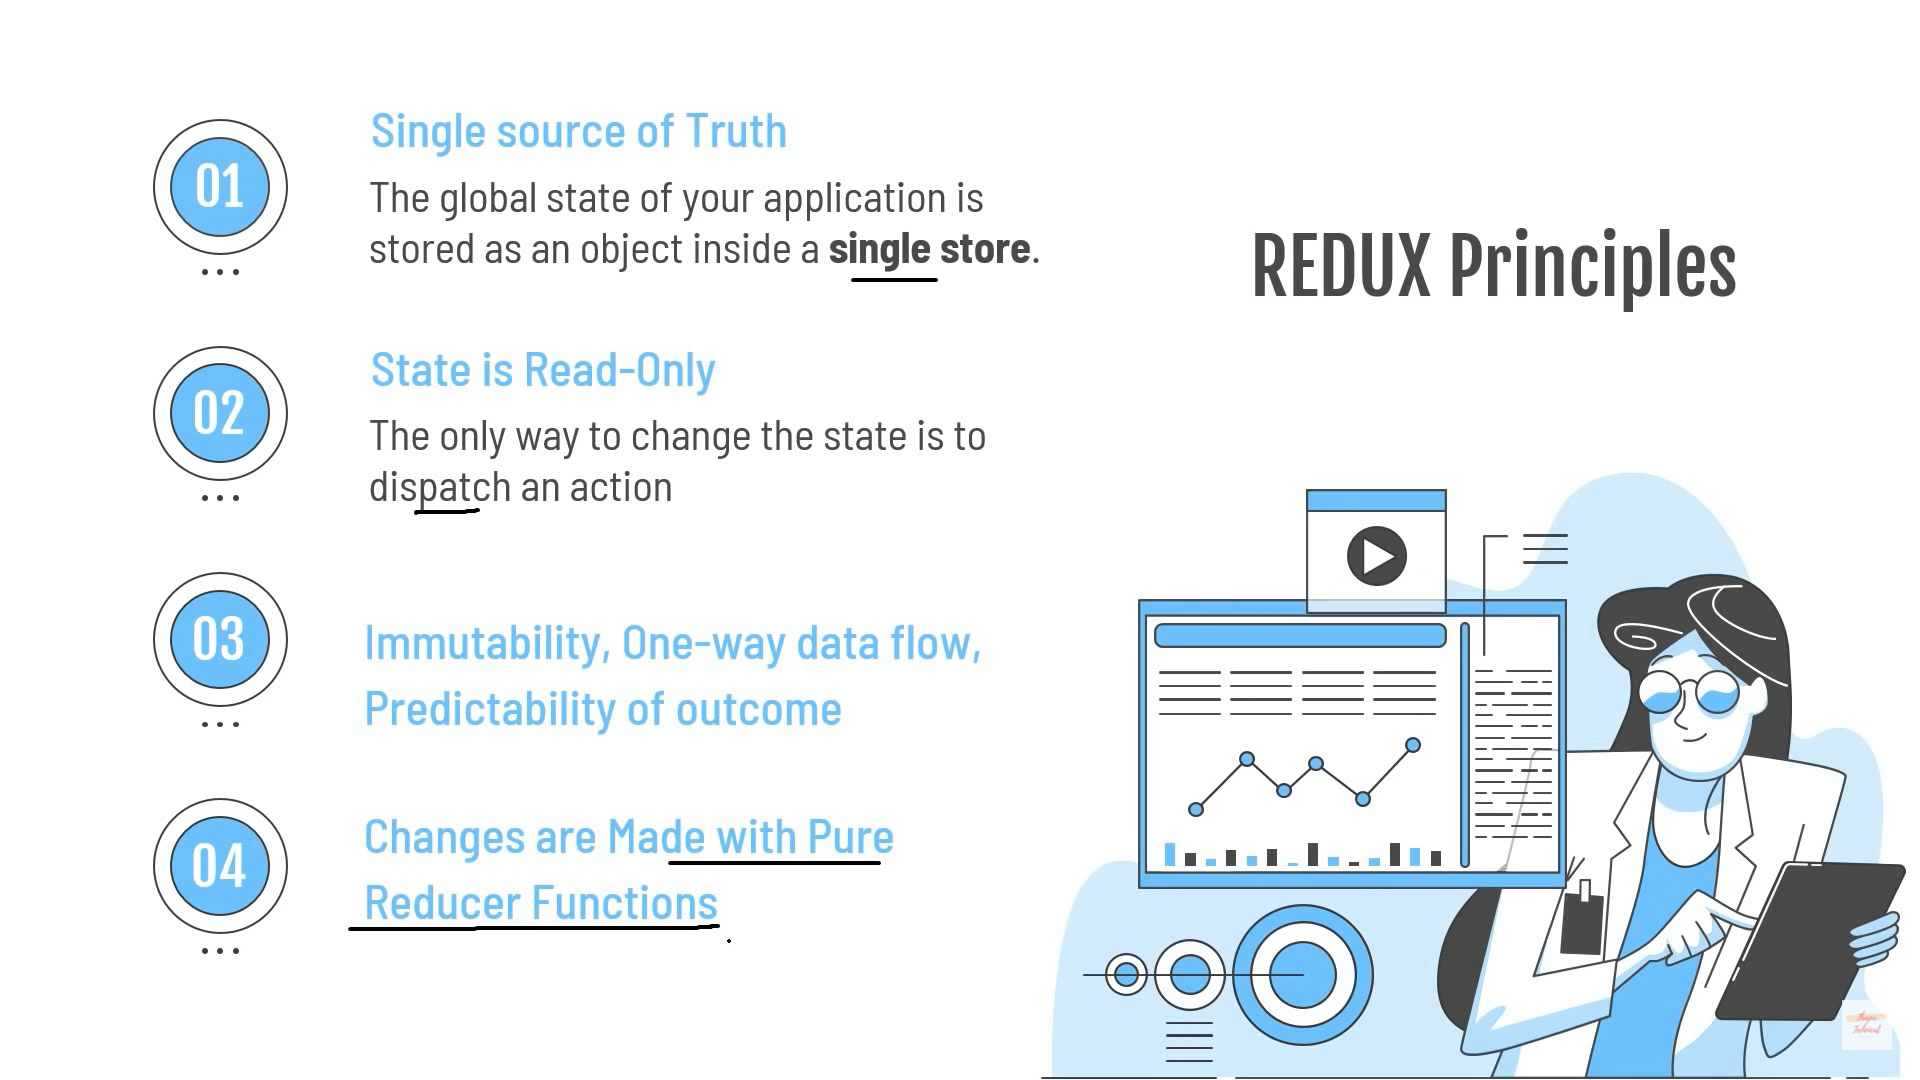 01
Single source of Truth
The global state of your application is
stored as an object inside a single store.
02
State is Read-Only
The only way to change the state is to
dispatch an action
03
Immutability, One-way data flow,
Predictability of outcome
04
Changes are Made with Pure
Reducer Functions
REDUX Principles
Technical